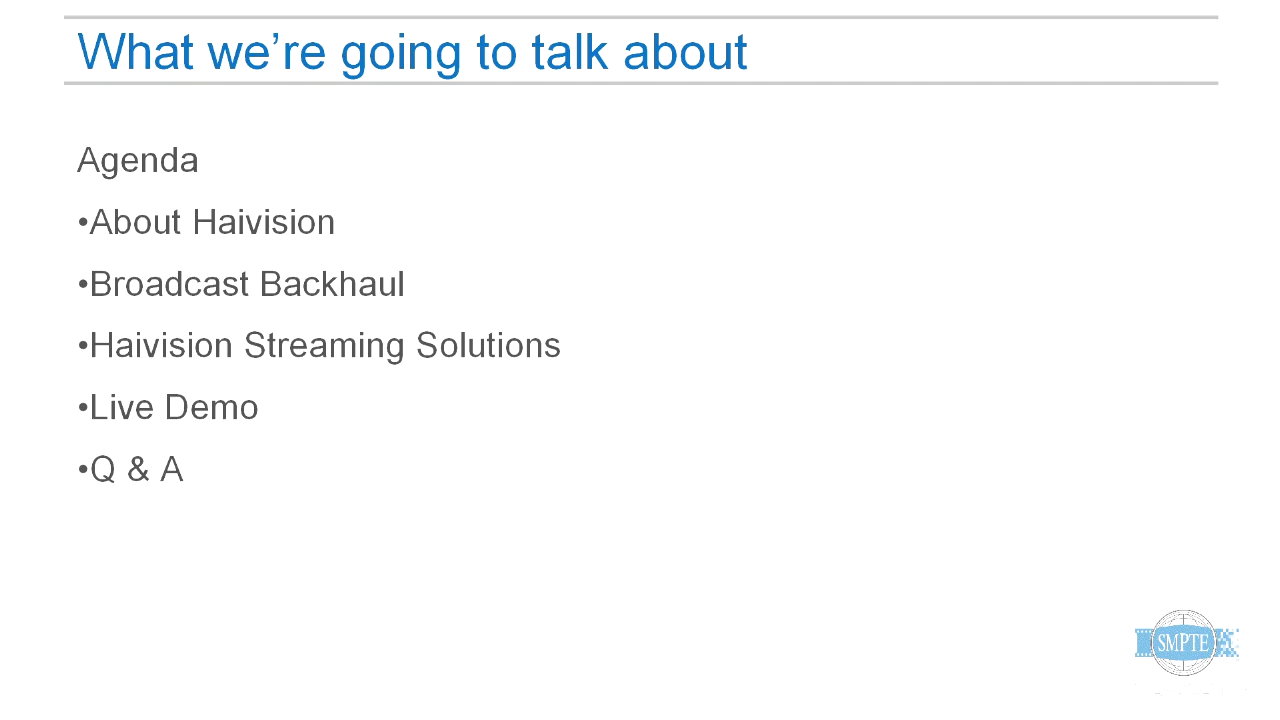 What we’re going to talk about
Agenda
•About Haivision
•Broadcast Backhaul
•Haivision Streaming Solutions
•Live Demo
•Q & A
SMPTE